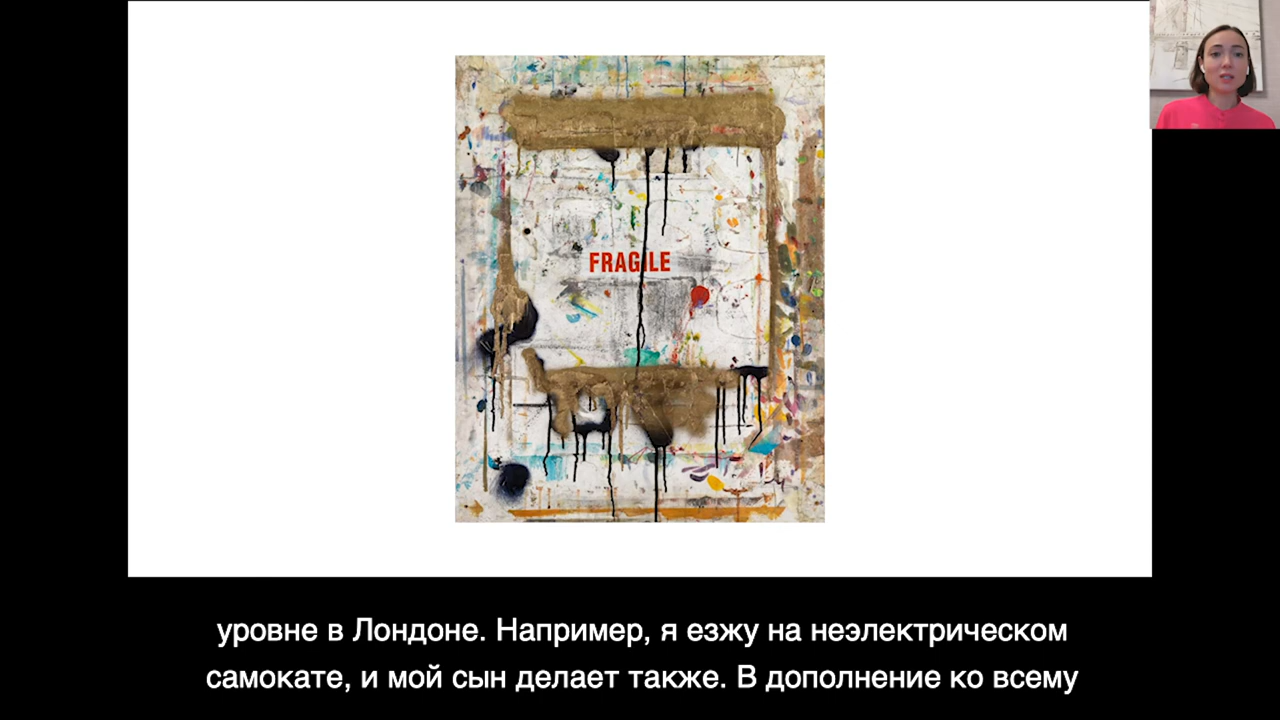 FRAGILE
уровне в Лондоне. Например, я езжу на неэлектрическом
самокате, и мой сын делает также. В дополнение ко всему